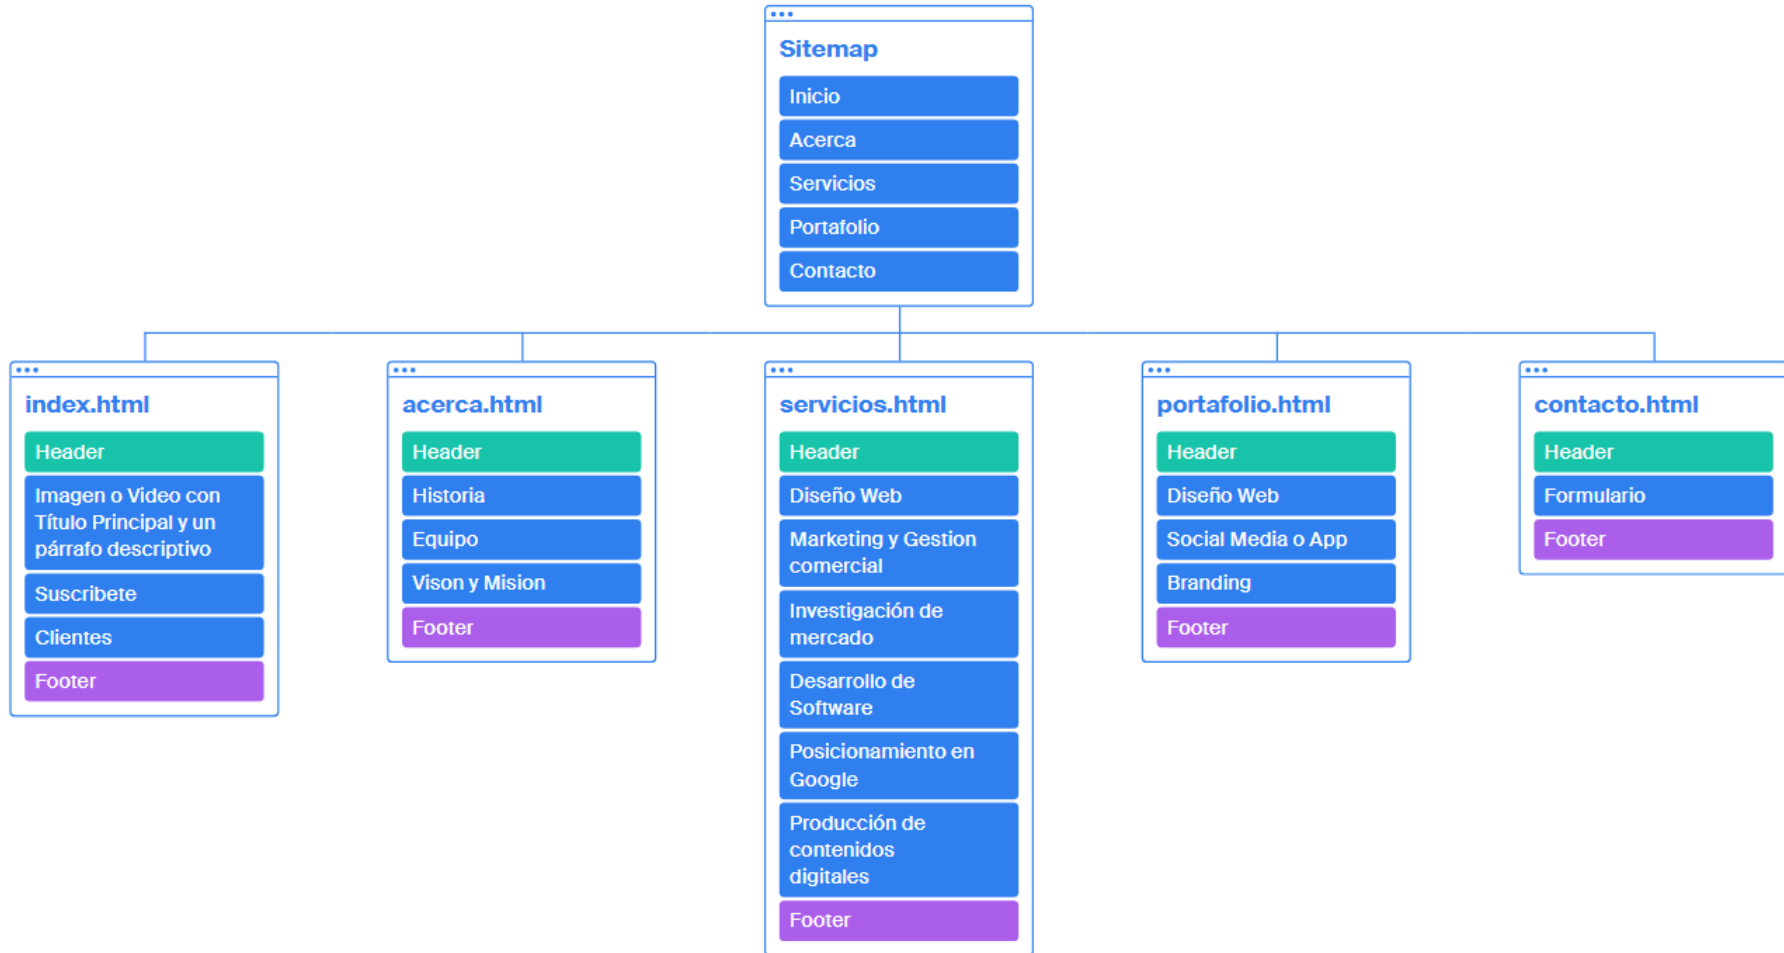 Sitemap
Inicio
Acerca
Servicios
Portafolio
Contacto
index.html
Header
Imagen o Video con
Título Principal y un
párrafo descriptivo
Suscribete
Clientes
Footer
acerca.html
Header
Historia
Equipo
Vison y Mision
Footer
servicios.html
Header
Diseño Web
Marketing y Gestion
comercial
Investigación de
mercado
Desarrollo de
Software
Posicionamiento en
Google
Producción de
contenidos
digitales
Footer
portafolio.html
Header
Diseño Web
Social Media o App
Branding
Footer
contacto.html
Header
Formulario
Footer